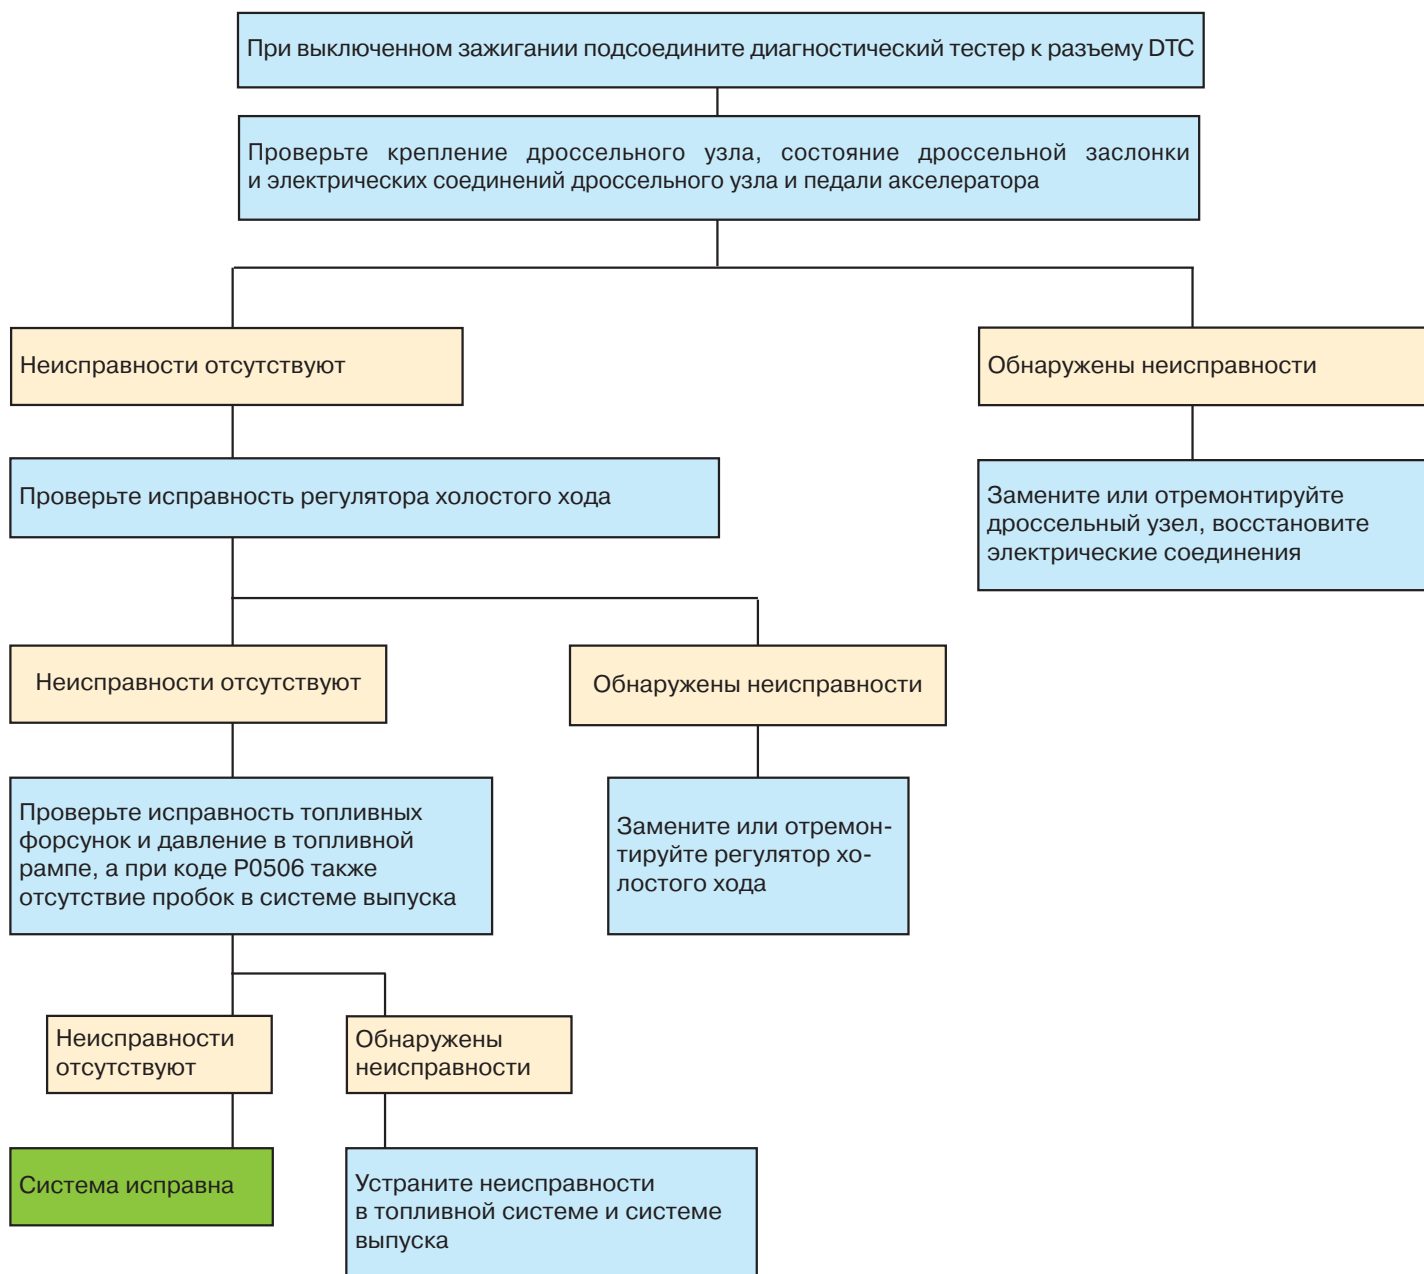 При выключенном зажигании подсоедините диагностический тестер к разъему DTC
Проверьте крепление дроссельного узла, состояние дроссельной заслонки
и электрических соединений дроссельного узла и педали акселератора
Неисправности отсутствуют
Обнаружены неисправности
Проверьте исправность регулятора холостого хода
Замените или отремонтируйте
дроссельный узел, восстановите
электрические соединения
Неисправности отсутствуют
Обнаружены неисправности
Проверьте исправность топливных
форсунок и давление в топливной
рампе, а при коде P0506 также
отсутствие пробок в системе выпуска
Замените или отремон-
тируйте регулятор хо-
лостого хода
Неисправности
отсутствуют
Обнаружены
неисправности
Система исправна
Устраните неисправности
в топливной системе и системе
выпуска